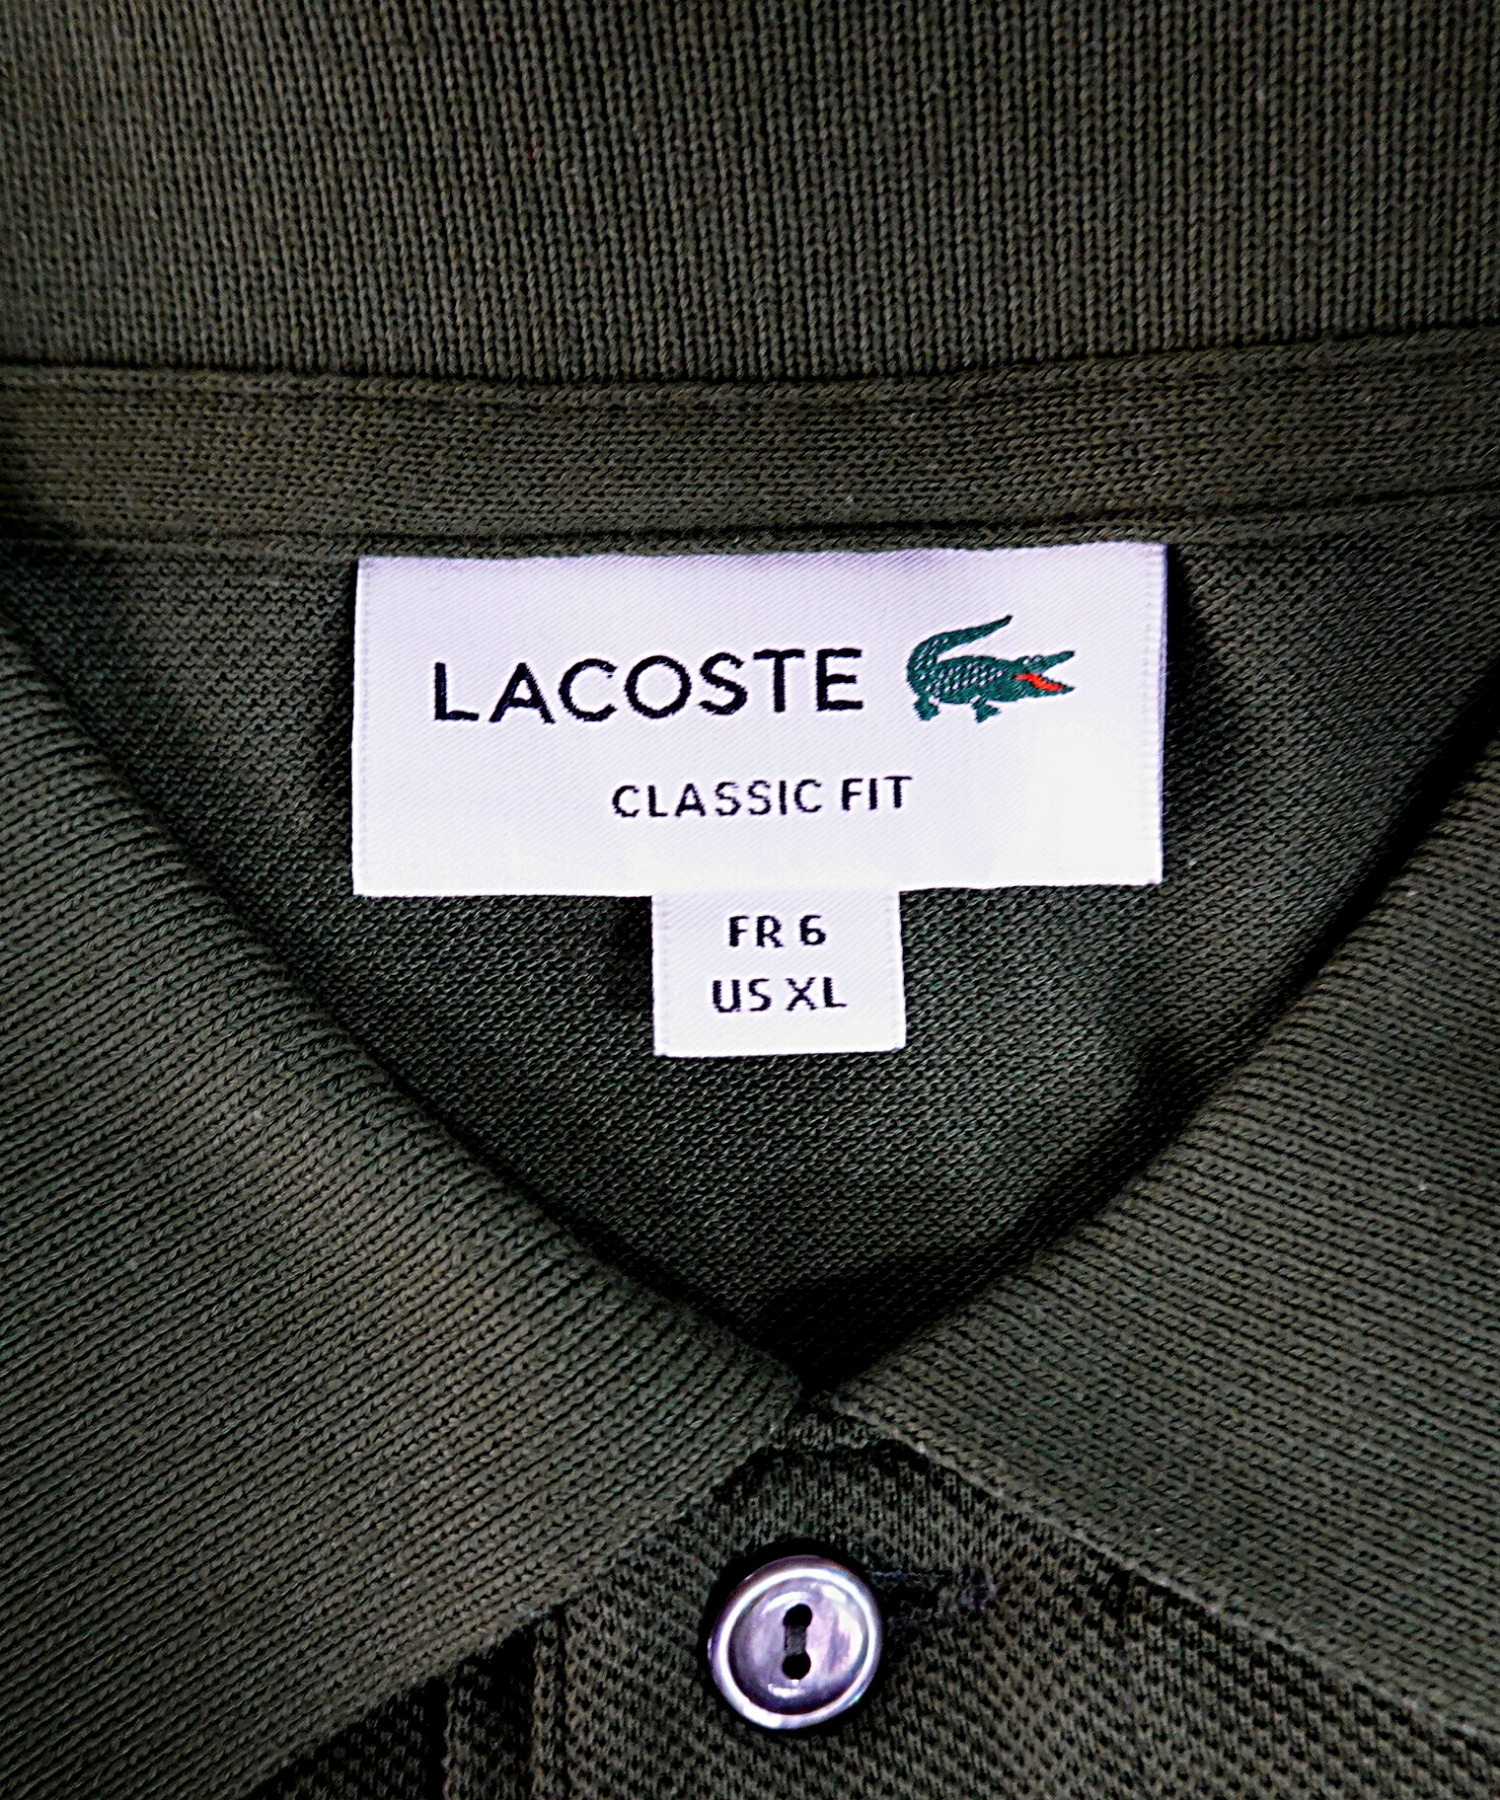 LACOSTE
CLASSIC FIT
FR 6
US XL